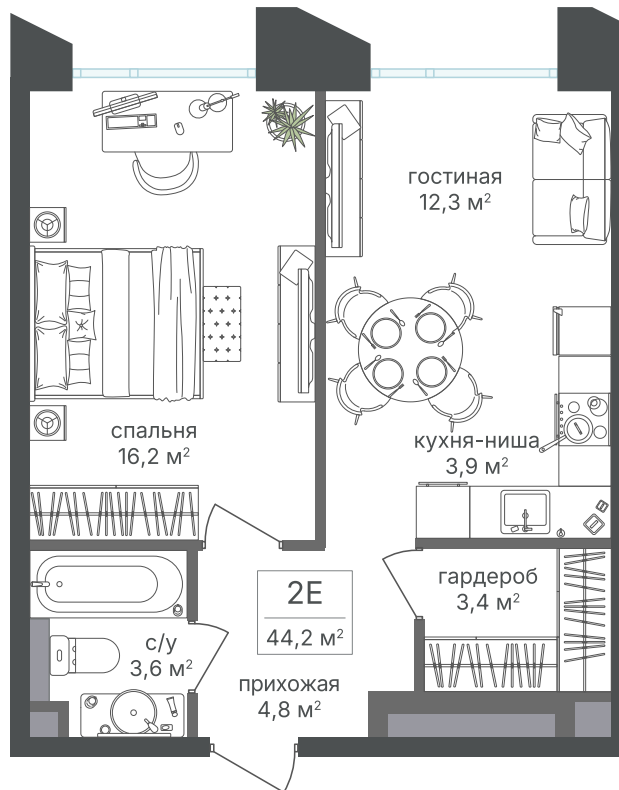 гостиная
12,3 м²
спальня
16,2 м²
кухня-ниша
3,9 м²
гардероб
3,4 м²
2Е
44,2 м²
с/у
3,6 м²
прихожая
4,8 м²